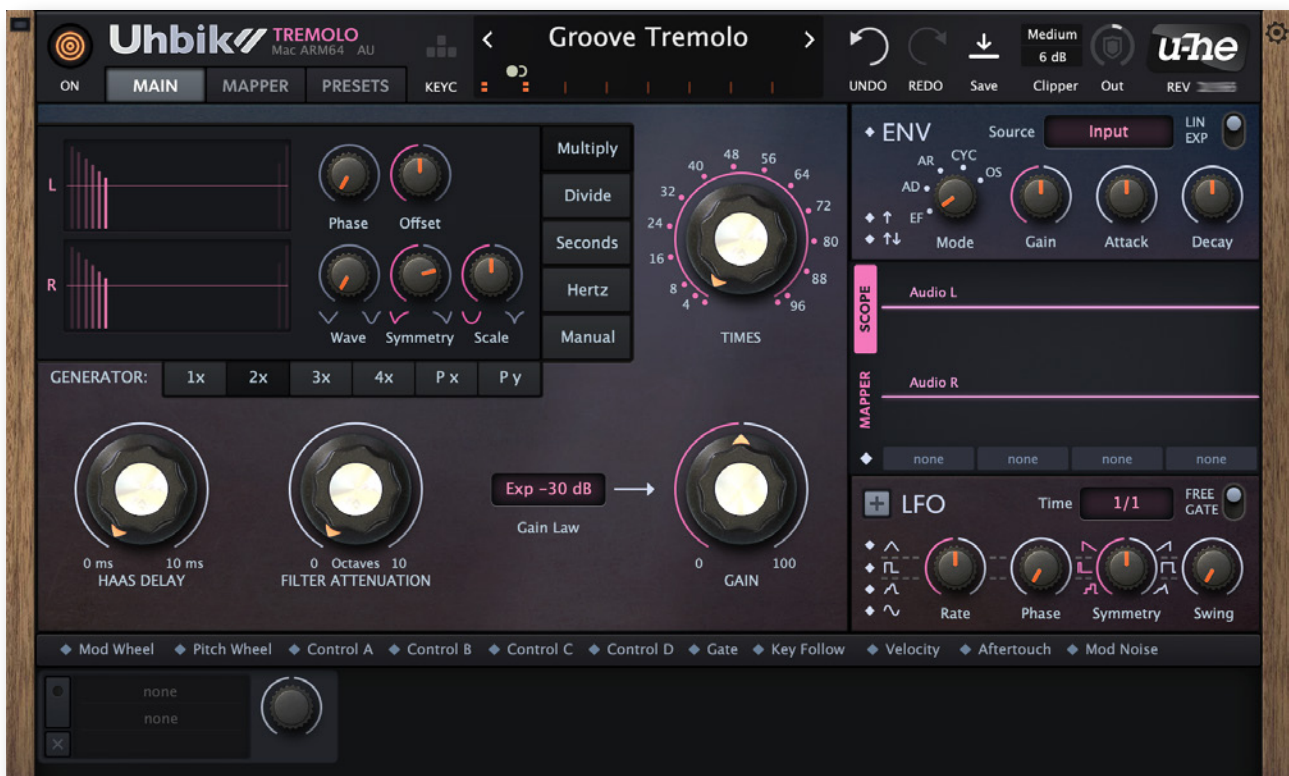 Uhbik TREMOLO
Mac ARM64 AU
Groove Tremolo
Medium
6 dB
u-he
ON
MAIN
MAPPER
PRESETS
KEYC
UNDO
REDO
Save
Clipper
Out
REV
L
R
Phase
Offset
Wave
Symmetry
Scale
Multiply
Divide
Seconds
Hertz
Manual
4
8
16
24
32
40
48
56
64
72
80
88
96
TIMES
GENERATOR:
1x
2x
3x
4x
P x
P y
0 ms
10 ms
HAAS DELAY
0 Octaves 10
FILTER ATTENUATION
Exp -30 dB
Gain Law
0
100
GAIN
ENV
Source
Input
LIN
EXP
EF
AD
AR
CYC
OS
Mode
Gain
Attack
Decay
SCOPE
MAPPER
Audio L
Audio R
none
none
none
none
LFO
Time
1/1
FREE
GATE
Rate
Phase
Symmetry
Swing
Mod Wheel
Pitch Wheel
Control A
Control B
Control C
Control D
Gate
Key Follow
Velocity
Aftertouch
Mod Noise
none
none